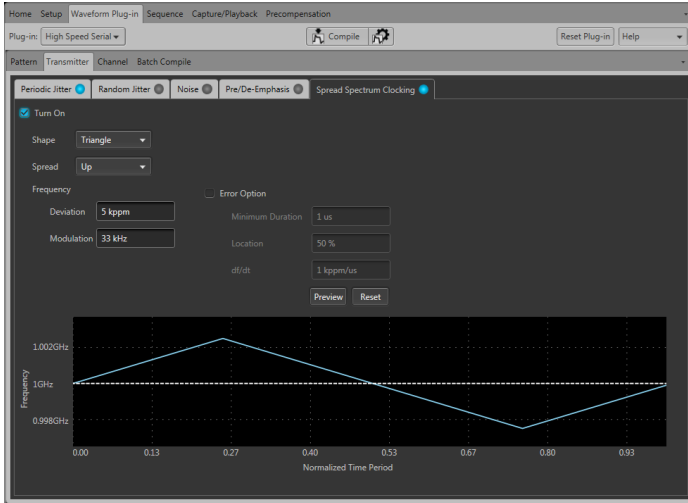 Home Setup Waveform Plug-in Sequence Capture/Playback Precompensation
Plug-in: High Speed Serial Compile Reset Plug-in Help
Pattern Transmitter Channel Batch Compile
Periodic Jitter Random Jitter Noise Pre/De-Emphasis Spread Spectrum Clocking
Turn On
Shape Triangle
Spread Up
Frequency Error Option
Deviation 5 kppm Minimum Duration 1 us
Modulation 33 kHz Location 50 %
df/dt 1 kppm/us
Preview Reset
1.002GHz
1GHz
0.998GHz
Frequency
0.00 0.13 0.27 0.40 0.53 0.67 0.80 0.93
Normalized Time Period